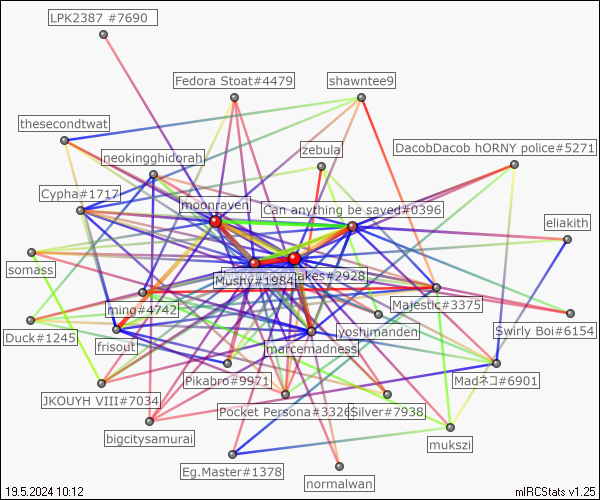 LPK2387 #7690
Fedora Stoat#4479
shawntee9
thesecondtwat
zebula
DacobDacob hORNY police#5271
neokingghidorah
Cypha#1717
moonraven
Can anything be saved#0396
eliakith
somass
Mushy#1984
akes#2928
ming#4742
Majestic#3375
Swirly Boi#6154
Duck#1245
frisout
yoshimanden
marcemadness
Pikabro#9971
Madネコ#6901
JKOUYH VIII#7034
Pocket Persona#3326
Silver#7938
bigcitysamurai
mukszi
Eg.Master#1378
normalwan
19.5.2024 10:12
mIRCStats v1.25